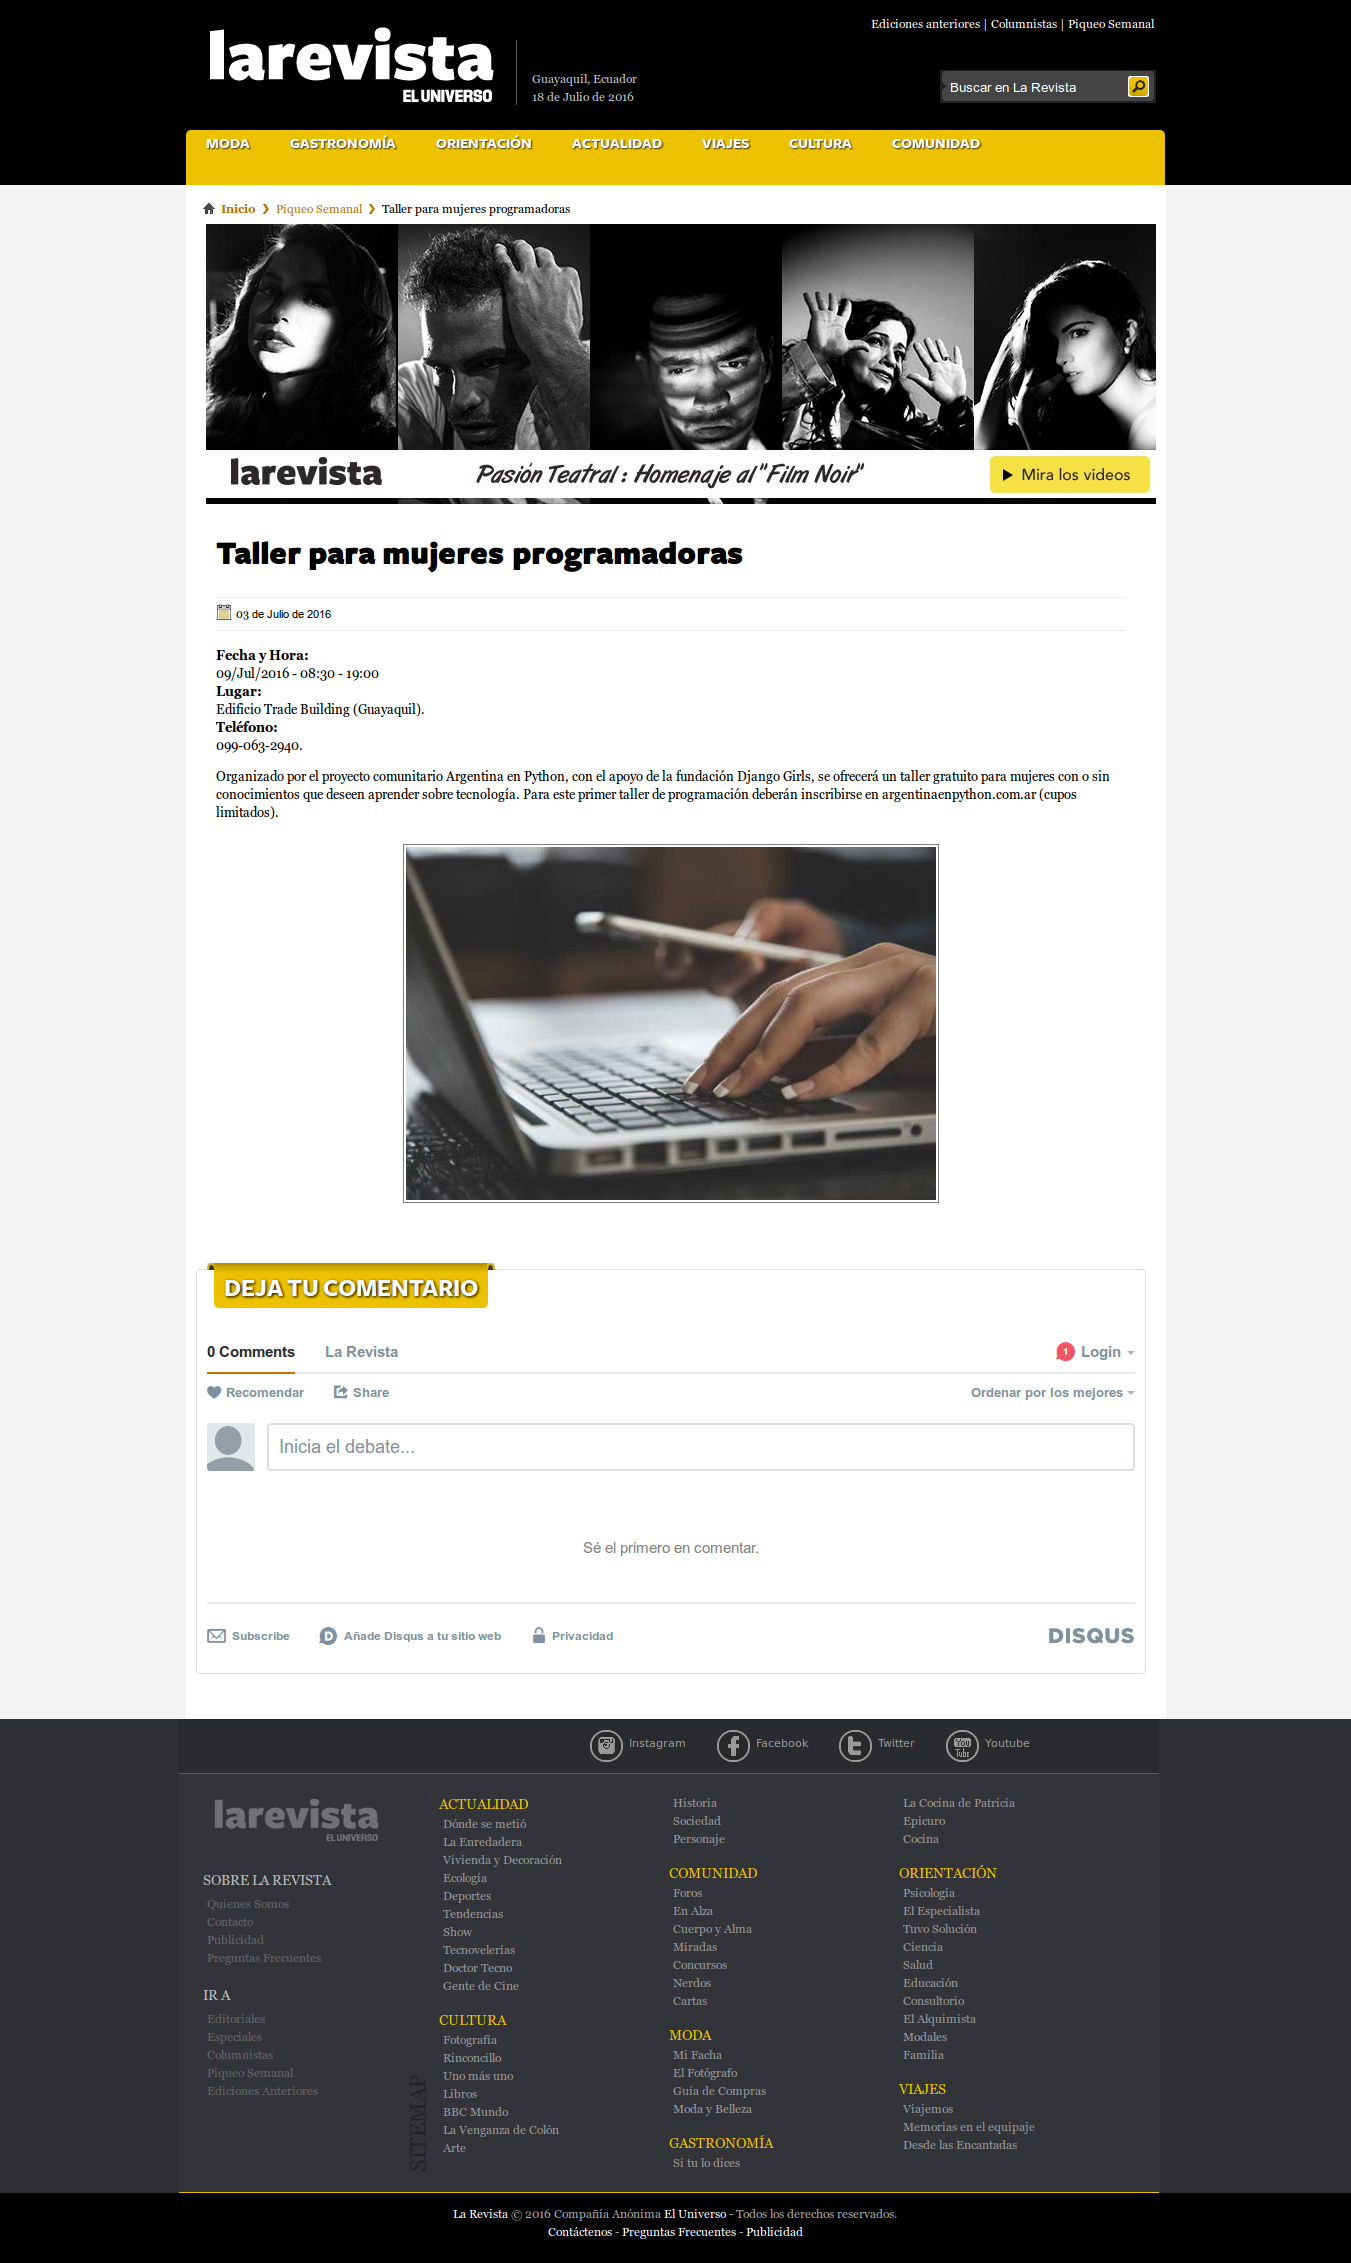 Ediciones anteriores | Columnistas | Piqueo Semanal
larevista
EL UNIVERSO
Guayaquil, Ecuador
18 de Julio de 2016
Buscar en La Revista
MODA GASTRONOMÍA ORIENTACIÓN ACTUALIDAD VIAJES CULTURA COMUNIDAD
Inicio Piqueo Semanal Taller para mujeres programadoras
larevista Pasión Teatral : Homenaje al "Film Noir" Mira los videos
Taller para mujeres programadoras
03 de Julio de 2016
Fecha y Hora:
09/Jul/2016 - 08:30 - 19:00
Lugar:
Edificio Trade Building (Guayaquil).
Teléfono:
099-063-2940.
Organizado por el proyecto comunitario Argentina en Python, con el apoyo de la fundación Django Girls, se ofrecerá un taller gratuito para mujeres con o sin
conocimientos que deseen aprender sobre tecnología. Para este primer taller de programación deberán inscribirse en argentinaenpython.com.ar (cupos
limitados).
DEJA TU COMENTARIO
0 Comments La Revista 1 Login
Recomendar Share Ordenar por los mejores
Inicia el debate...
Sé el primero en comentar.
Subscribe Añade Disqus a tu sitio web Privacidad DISQUS
Instagram Facebook Twitter You Tube Youtube
larevista
EL UNIVERSO
SOBRE LA REVISTA
Quienes Somos
Contacto
Publicidad
Preguntas Frecuentes
IR A
Editoriales
Especiales
Columnistas
Piqueo Semanal
Ediciones Anteriores
SITEMAP
ACTUALIDAD
Dónde se metió
La Enredadera
Vivienda y Decoración
Ecología
Deportes
Tendencias
Show
Tecnovelerías
Doctor Tecno
Gente de Cine
CULTURA
Fotografía
Rinconcillo
Uno más uno
Libros
BBC Mundo
La Venganza de Colón
Arte
Historia
Sociedad
Personaje
COMUNIDAD
Foros
En Alza
Cuerpo y Alma
Miradas
Concursos
Nerdos
Cartas
MODA
Mi Facha
El Fotógrafo
Guía de Compras
Moda y Belleza
GASTRONOMÍA
Si tu lo dices
La Cocina de Patricia
Epicuro
Cocina
ORIENTACIÓN
Psicología
El Especialista
Tuvo Solución
Ciencia
Salud
Educación
Consultorio
El Alquimista
Modales
Familia
VIAJES
Viajemos
Memorias en el equipaje
Desde las Encantadas
La Revista © 2016 Compañía Anónima El Universo - Todos los derechos reservados.
Contáctenos - Preguntas Frecuentes - Publicidad